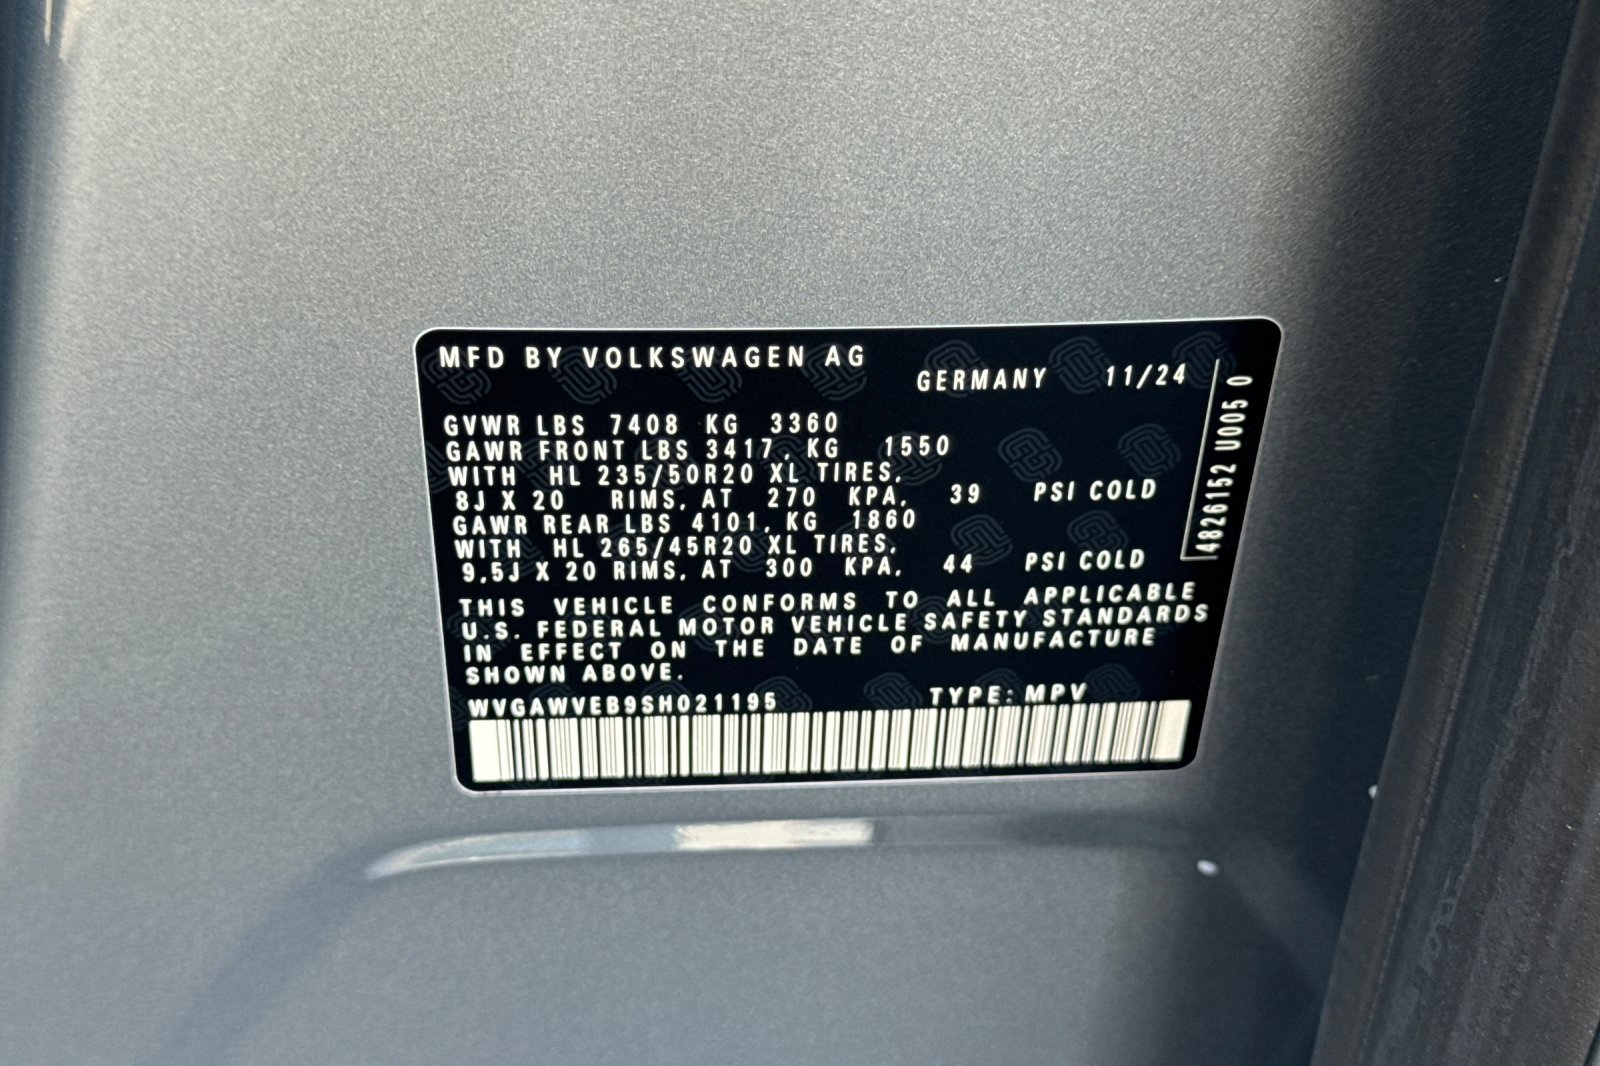 MFD BY VOLKSWAGEN AG
GERMANY 11/24
GVWR LBS 7408 KG 3360
GAWR FRONT LBS 3417, KG 1550
WITH HL 235/50R20 XL TIRES,
8J X 20 RIMS, AT 270 KPA, 39 PSI COLD
GAWR REAR LBS 4101, KG 1860
WITH HL 265/45R20 XL TIRES,
9,5J X 20 RIMS, AT 300 KPA, 44 PSI COLD
THIS VEHICLE CONFORMS TO ALL APPLICABLE
U.S. FEDERAL MOTOR VEHICLE SAFETY STANDARDS
IN EFFECT ON THE DATE OF MANUFACTURE
SHOWN ABOVE.
WVGAWVEB9SH021195 TYPE: MPV
4826152 U005 0